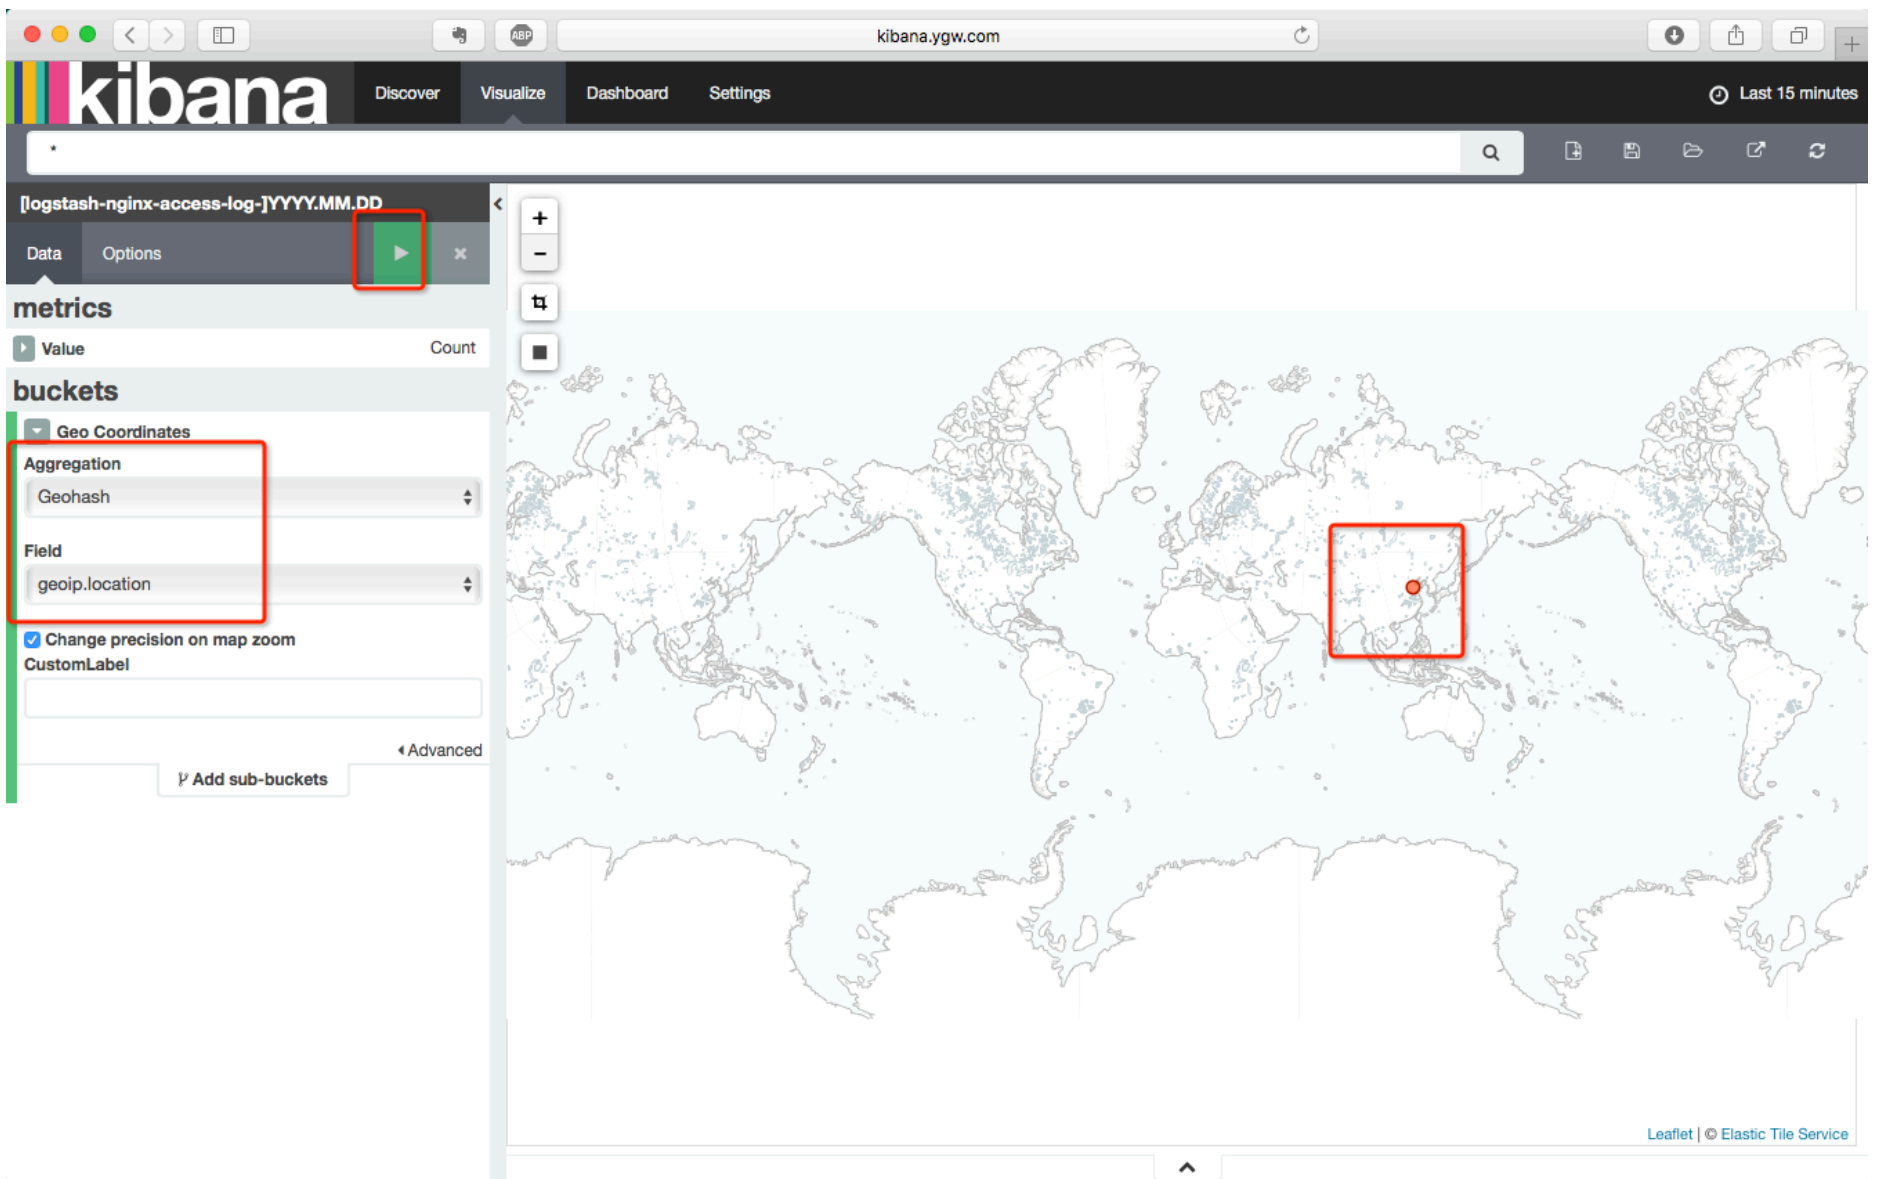 ABP
kibana.ygw.com
kibana
Discover
Visualize
Dashboard
Settings
Last 15 minutes
*
[logstash-nginx-access-log-]YYYY.MM.DD
Data
Options
metrics
Value
Count
buckets
Geo Coordinates
Aggregation
Geohash
Field
geoip.location
Change precision on map zoom
CustomLabel
Advanced
Add sub-buckets
Leaflet | © Elastic Tile Service